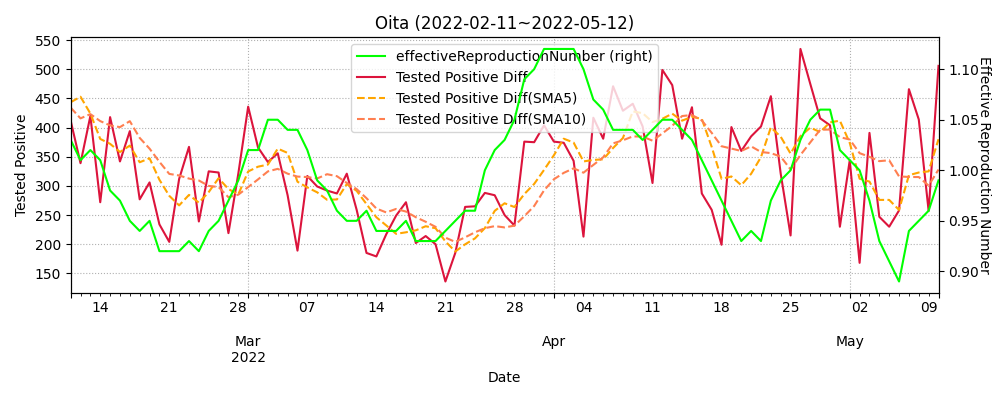 Oita (2022-02-11~2022-05-12)
effectiveReproductionNumber (right)
Tested Positive Diff
Tested Positive Diff(SMA5)
Tested Positive Diff(SMA10)
Tested Positive
550
500
450
400
350
300
250
200
150
1.10
1.05
1.00
0.95
0.90
Effective Reproduction Number
14 21 28 07 14 21 28 04 11 18 25 02 09
Mar Apr May
2022
Date